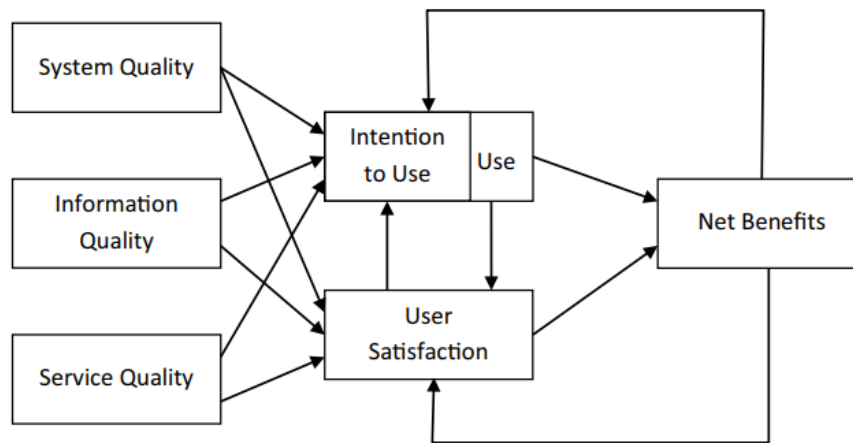 System Quality
Intention
to Use
Use
Information
Quality
Net Benefits
User
Satisfaction
Service Quality